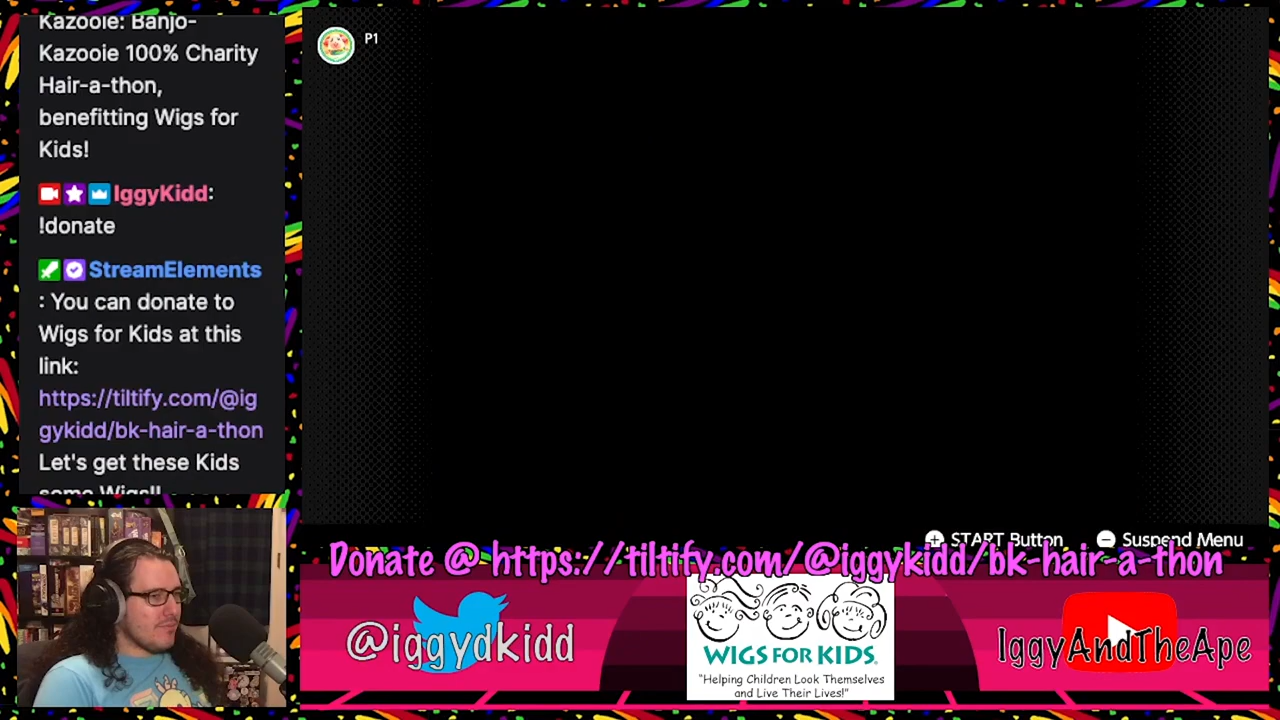 Kazooie: Banjo-
Kazooie 100% Charity
Hair-a-thon,
benefitting Wigs for
Kids!
IggyKidd:
!donate
StreamElements
: You can donate to
Wigs for Kids at this
link:
https://tiltify.com/@ig
gykidd/bk-hair-a-thon
Let's get these Kids
some Wigs!!
P1
START Button
Suspend Menu
Donate @ https://tiltify.com/@iggykidd/bk-hair-a-thon
@iggydkidd
WIGS FOR KIDS®
"Helping Children Look Themselves
and Live Their Lives!"
IggyAndTheApe